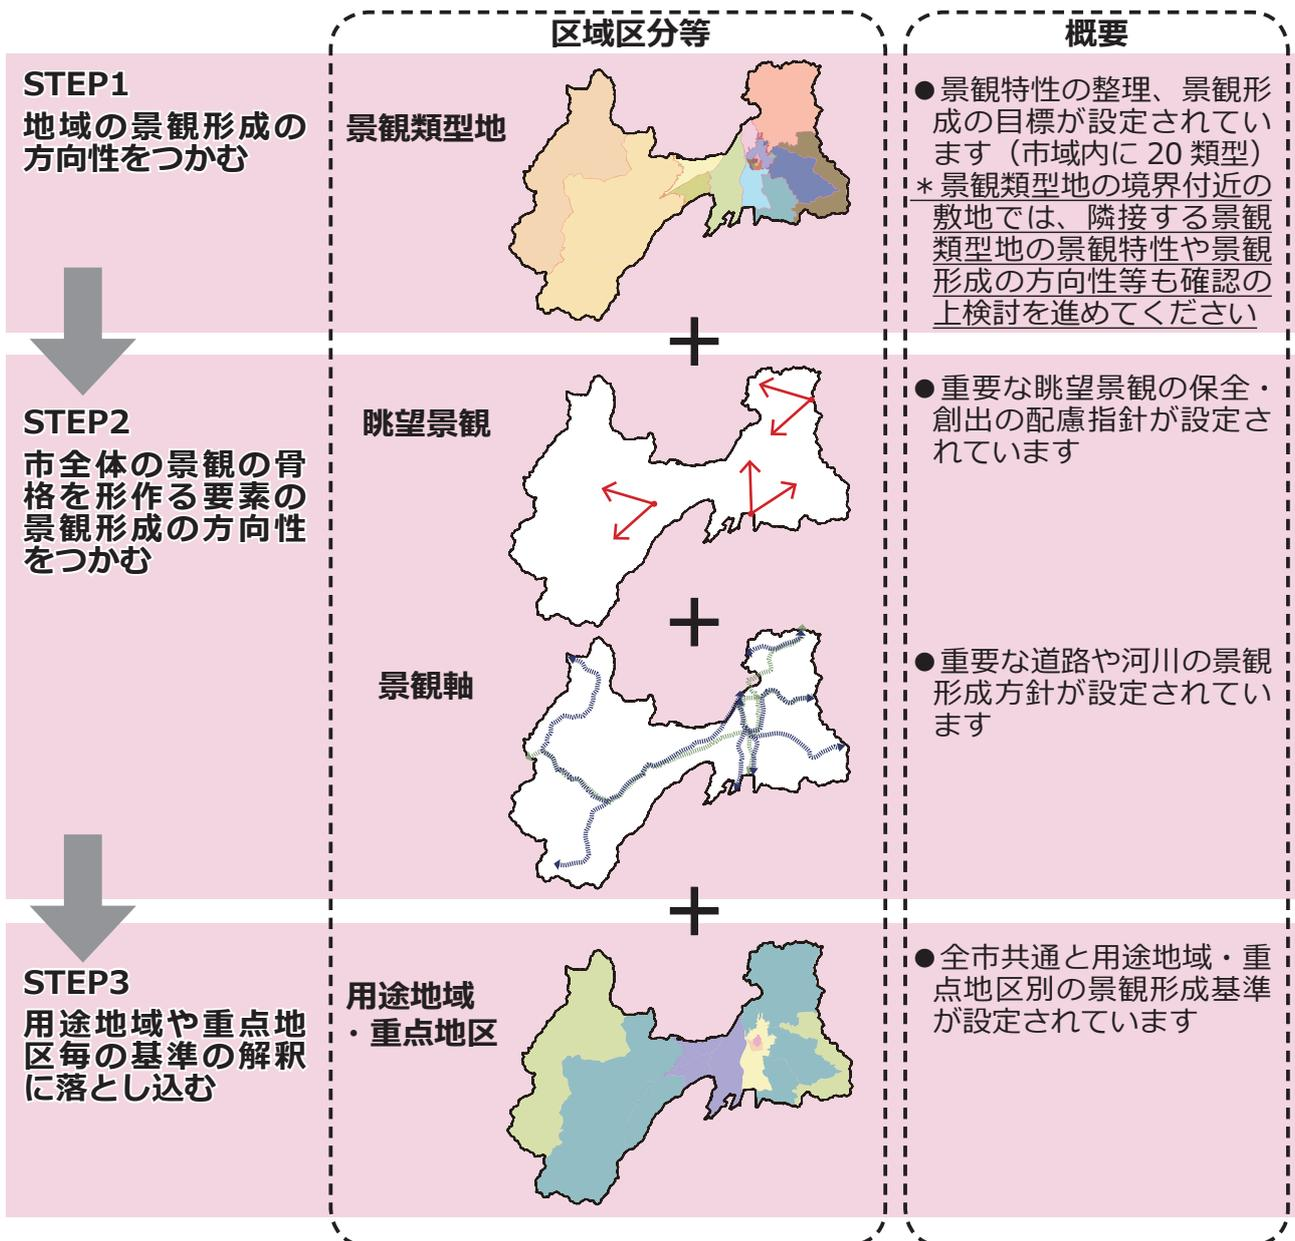 区域区分等
概要
STEP1
地域の景観形成の
方向性をつかむ
景観類型地
●景観特性の整理、景観形
成の目標が設定されてい
ます（市域内に 20 類型）
＊景観類型地の境界付近の
敷地では、隣接する景観
類型地の景観特性や景観
形成の方向性等も確認の
上検討を進めてください
+
STEP2
市全体の景観の骨
格を形作る要素の
景観形成の方向性
をつかむ
眺望景観
●重要な眺望景観の保全・
創出の配慮指針が設定さ
れています
+
景観軸
●重要な道路や河川の景観
形成方針が設定されてい
ます
+
STEP3
用途地域や重点地
区毎の基準の解釈
に落とし込む
用途地域
・重点地区
●全市共通と用途地域・重
点地区別の景観形成基準
が設定されています